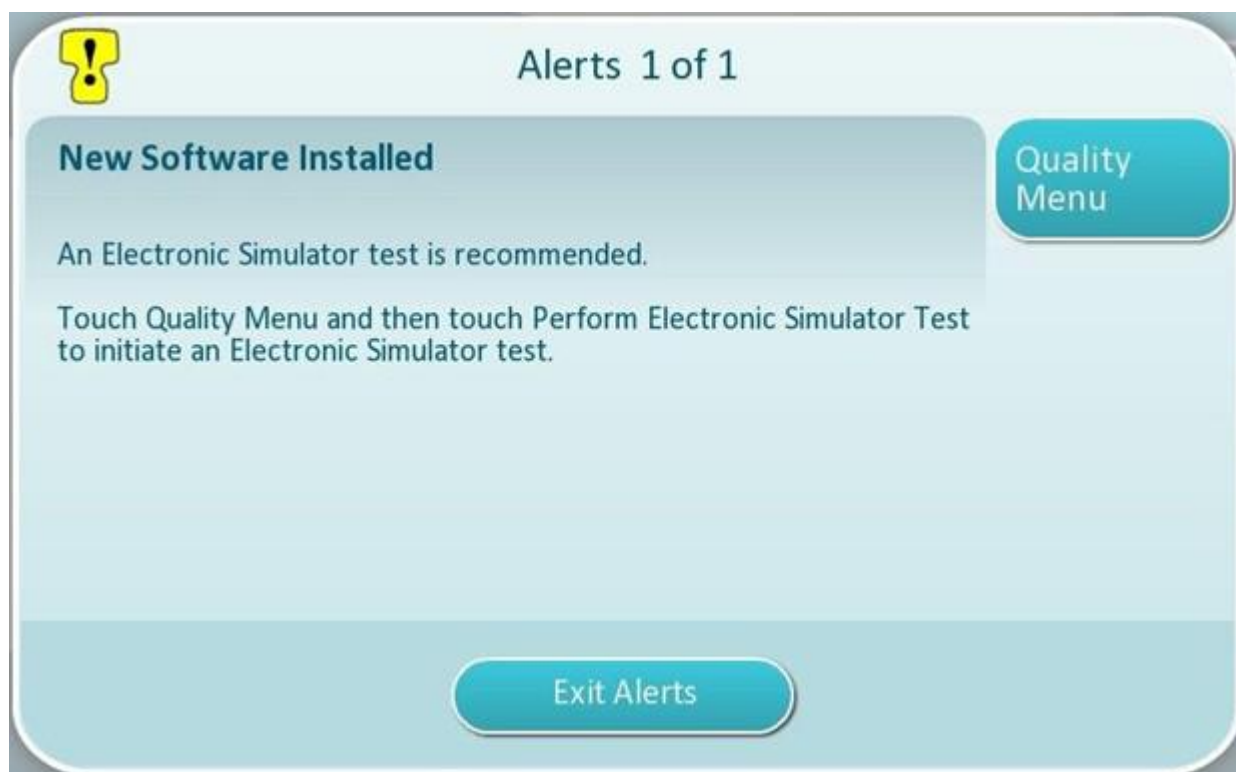 Alerts 1 of 1
New Software Installed
Quality
Menu
An Electronic Simulator test is recommended.
Touch Quality Menu and then touch Perform Electronic Simulator Test
to initiate an Electronic Simulator test.
Exit Alerts